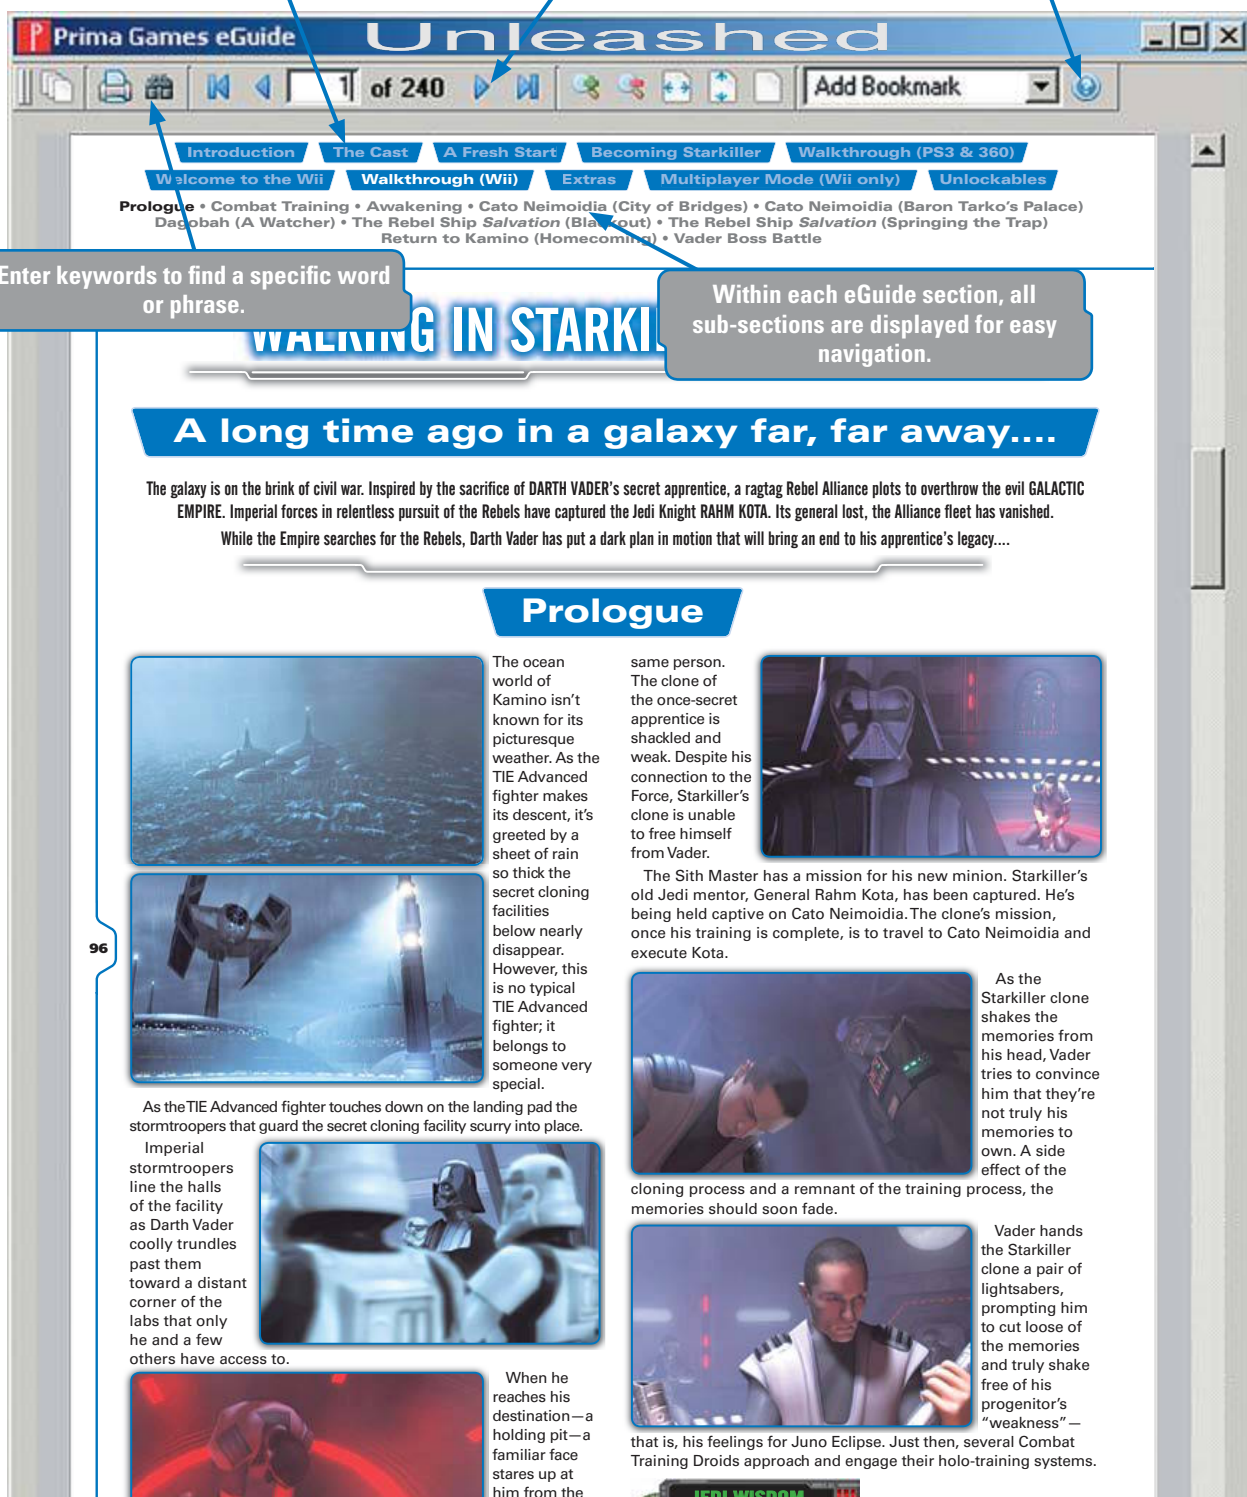 Prima Games eGuide
Unleashed
1 of 240
Add Bookmark
Introduction
The Cast
A Fresh Start
Becoming Starkiller
Walkthrough (PS3 & 360)
Welcome to the Wii
Walkthrough (Wii)
Extras
Multiplayer Mode (Wii only)
Unlockables
Prologue • Combat Training • Awakening • Cato Neimoidia (City of Bridges) • Cato Neimoidia (Baron Tarko's Palace)
Dagobah (A Watcher) • The Rebel Ship Salvation (Blackout) • The Rebel Ship Salvation (Springing the Trap)
Return to Kamino (Homecoming) • Vader Boss Battle
Enter keywords to find a specific word
or phrase.
Within each eGuide section, all
sub-sections are displayed for easy
navigation.
WALKING IN STARKI
A long time ago in a galaxy far, far away....
The galaxy is on the brink of civil war. Inspired by the sacrifice of DARTH VADER's secret apprentice, a ragtag Rebel Alliance plots to overthrow the evil GALACTIC
EMPIRE. Imperial forces in relentless pursuit of the Rebels have captured the Jedi Knight RAHM KOTA. Its general lost, the Alliance fleet has vanished.
While the Empire searches for the Rebels, Darth Vader has put a dark plan in motion that will bring an end to his apprentice's legacy....
Prologue
The ocean
world of
Kamino isn't
known for its
picturesque
weather. As the
TIE Advanced
fighter makes
its descent, it's
greeted by a
sheet of rain
so thick the
secret cloning
facilities
below nearly
disappear.
However, this
is no typical
TIE Advanced
fighter; it
belongs to
someone very
special.
As the TIE Advanced fighter touches down on the landing pad the
stormtroopers that guard the secret cloning facility scurry into place.
Imperial
stormtroopers
line the halls
of the facility
as Darth Vader
coolly trundles
past them
toward a distant
corner of the
labs that only
he and a few
others have access to.
When he
reaches his
destination—a
holding pit—a
familiar face
stares up at
him from the
same person.
The clone of
the once-secret
apprentice is
shackled and
weak. Despite his
connection to the
Force, Starkiller's
clone is unable
to free himself
from Vader.
The Sith Master has a mission for his new minion. Starkiller's
old Jedi mentor, General Rahm Kota, has been captured. He's
being held captive on Cato Neimoidia. The clone's mission,
once his training is complete, is to travel to Cato Neimoidia and
execute Kota.
As the
Starkiller clone
shakes the
memories from
his head, Vader
tries to convince
him that they're
not truly his
memories to
own. A side
effect of the
cloning process and a remnant of the training process, the
memories should soon fade.
Vader hands
the Starkiller
clone a pair of
lightsabers,
prompting him
to cut loose of
the memories
and truly shake
free of his
progenitor's
"weakness"—
that is, his feelings for Juno Eclipse. Just then, several Combat
Training Droids approach and engage their holo-training systems.
JEDI WISDOM
96